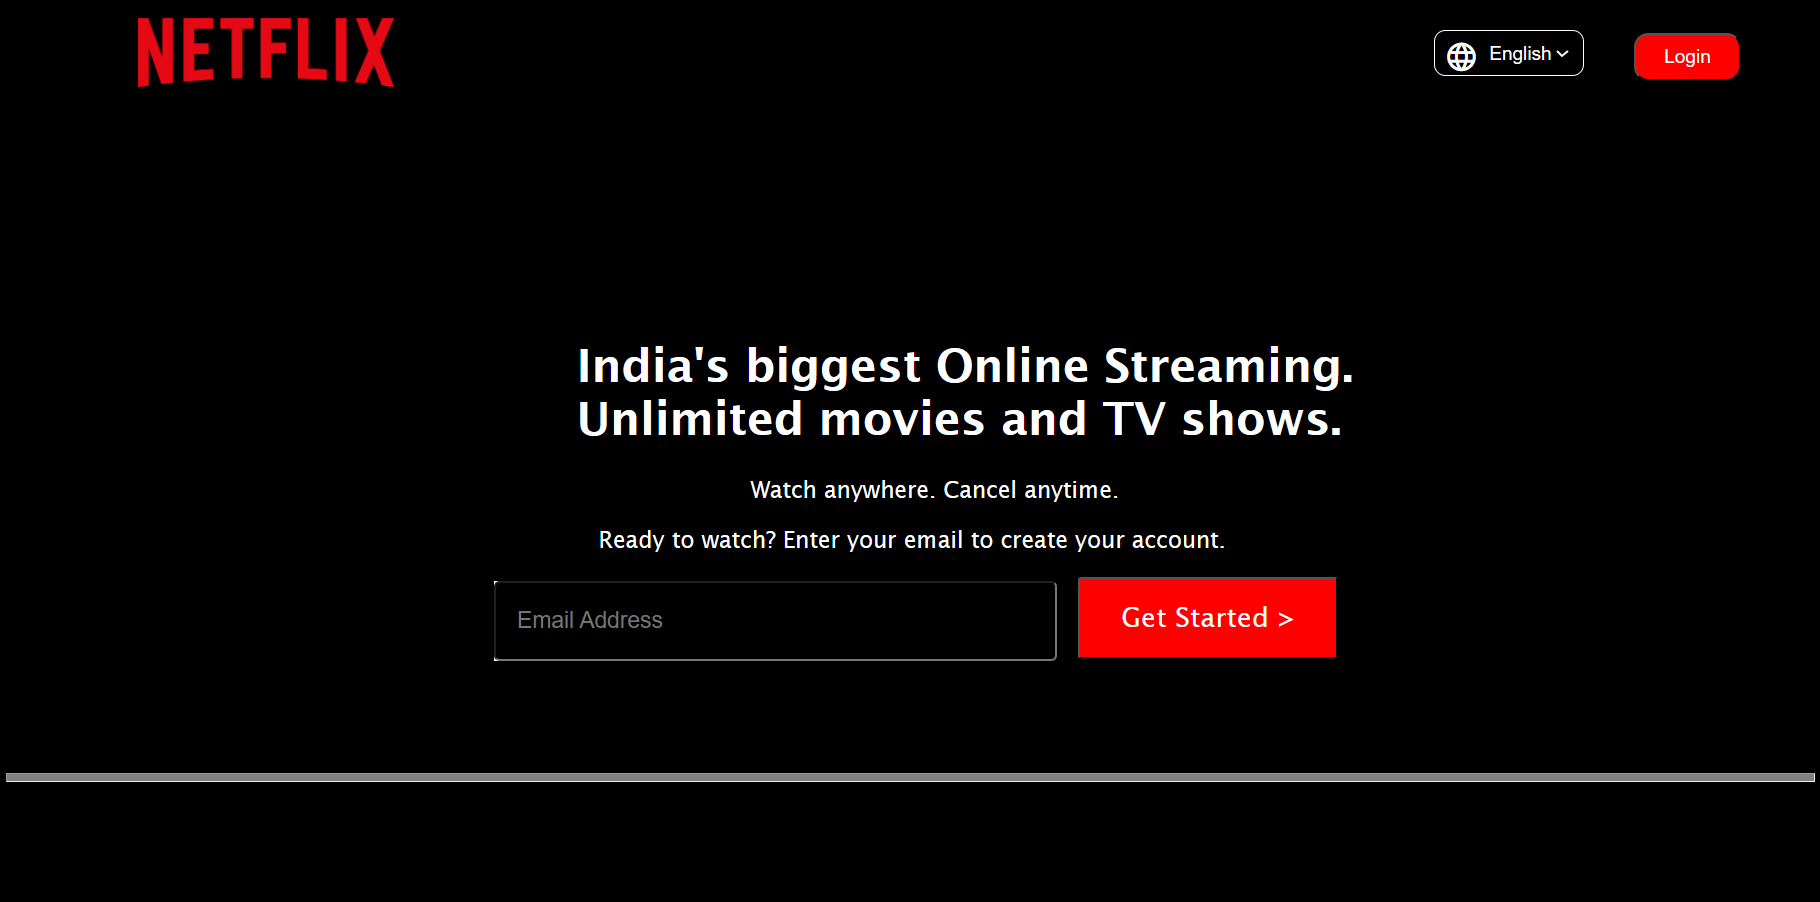 NETFLIX
English
Login
India's biggest Online Streaming.
Unlimited movies and TV shows.
Watch anywhere. Cancel anytime.
Ready to watch? Enter your email to create your account.
Email Address
Get Started >